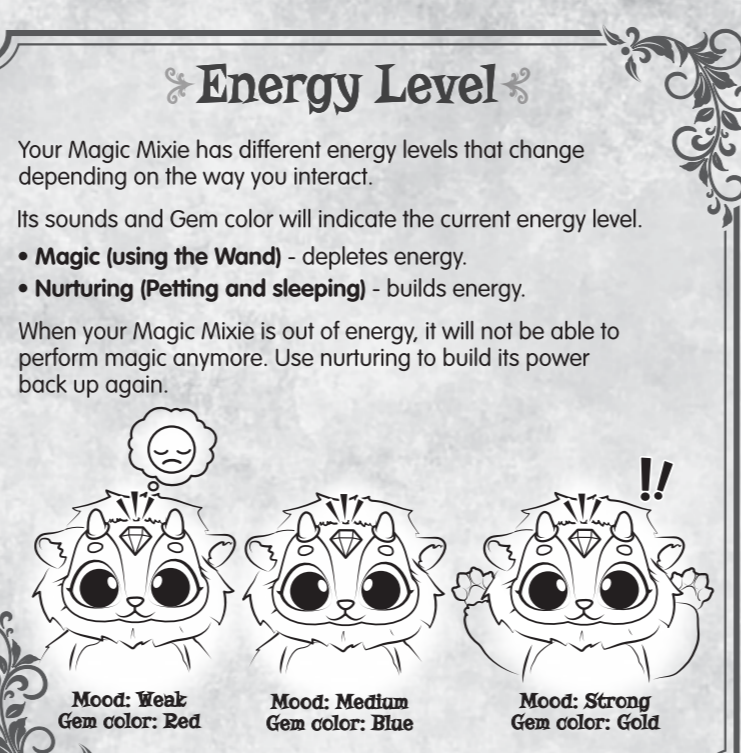 Energy Level
Your Magic Mixie has different energy levels that change
depending on the way you interact.
Its sounds and Gem color will indicate the current energy level.
• Magic (using the Wand) - depletes energy.
• Nurturing (Petting and sleeping) - builds energy.
When your Magic Mixie is out of energy, it will not be able to
perform magic anymore. Use nurturing to build its power
back up again.
!!
Mood: Weak
Gem color: Red
Mood: Medium
Gem color: Blue
Mood: Strong
Gem color: Gold